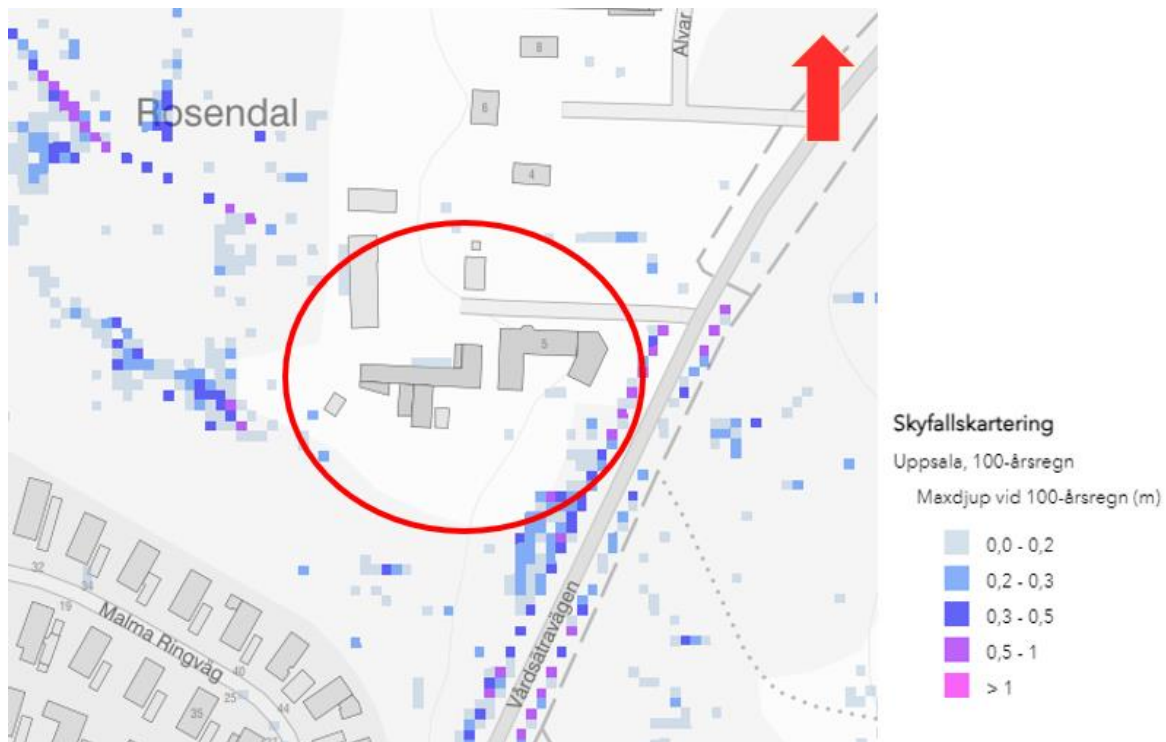 8
Alvar
Rosendal
6
4
5
Skyfallskartering
Uppsala, 100-årsregn
Maxdjup vid 100-årsregn (m)
0,0 - 0,2
0,2 - 0,3
0,3 - 0,5
0,5 - 1
> 1
32
34
19
Malma Ringväg
40
25
44
35
Vårdsätravägen